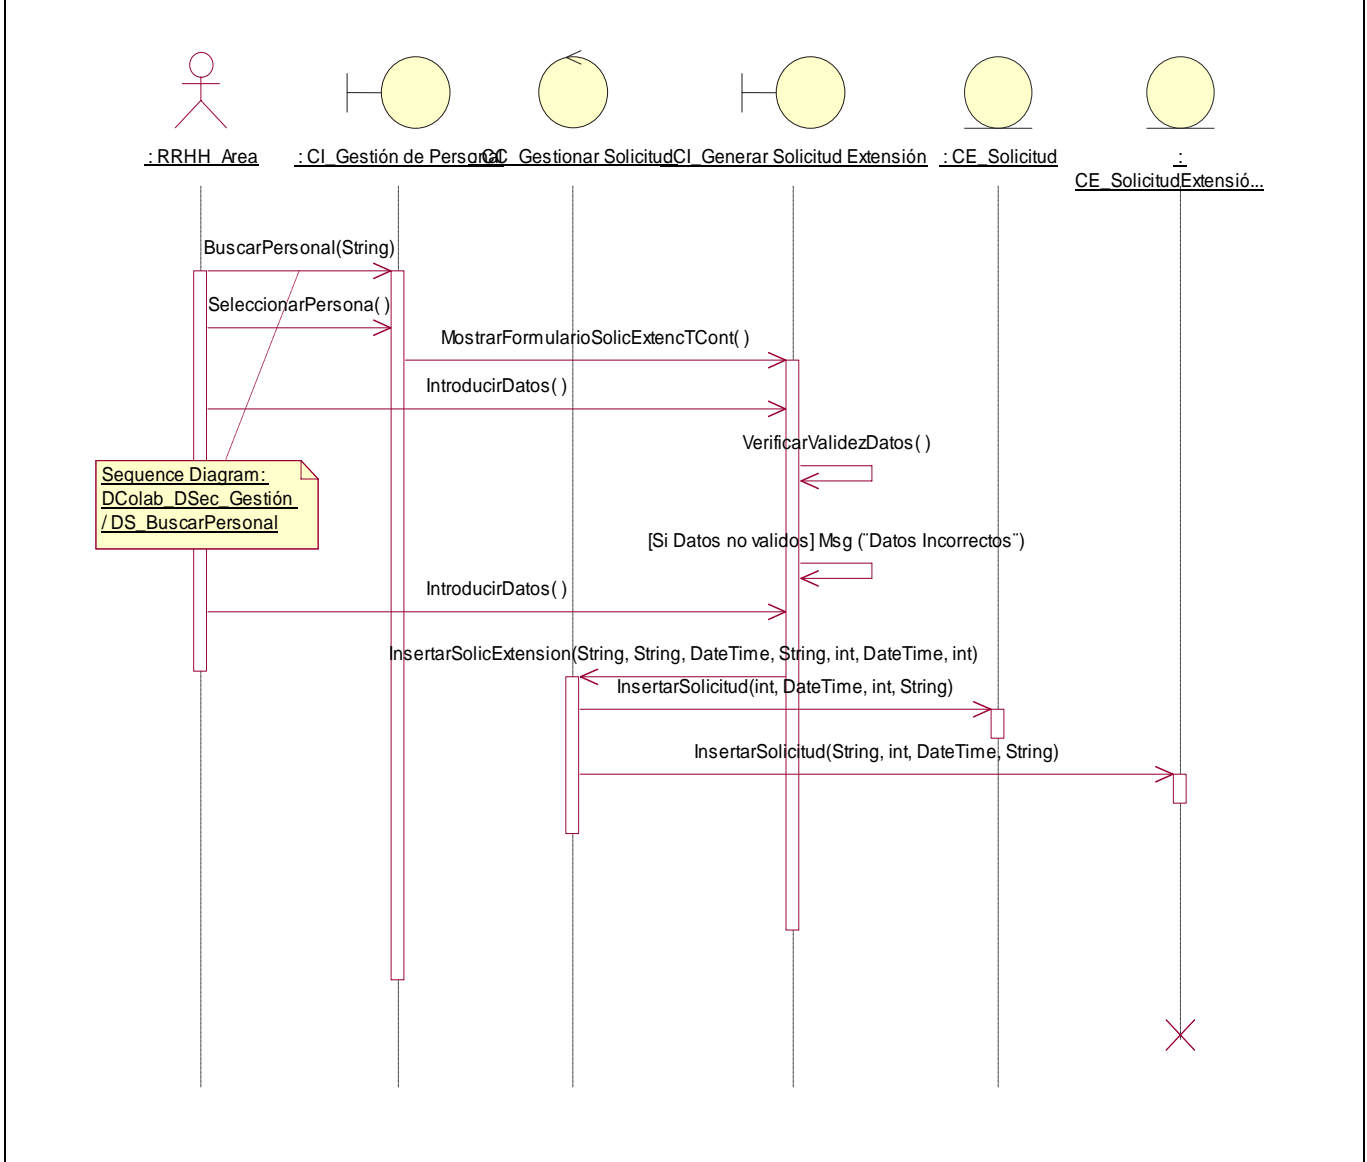 : RRHH_Area
: CI_Gestión de Personal
: CC_Gestionar Solicitud
: CI_Generar Solicitud Extensión
: CE_Solicitud
:
CE_SolicitudExtensió...
BuscarPersonal(String)
SeleccionarPersona( )
MostrarFormularioSolicExtencTCont( )
IntroducirDatos( )
VerificarValidezDatos( )
Sequence Diagram:
DColab_DSec_Gestión
/ DS_BuscarPersonal
[Si Datos no validos] Msg (¨Datos Incorrectos¨)
IntroducirDatos( )
InsertarSolicExtension(String, String, DateTime, String, int, DateTime, int)
InsertarSolicitud(int, DateTime, int, String)
InsertarSolicitud(String, int, DateTime, String)